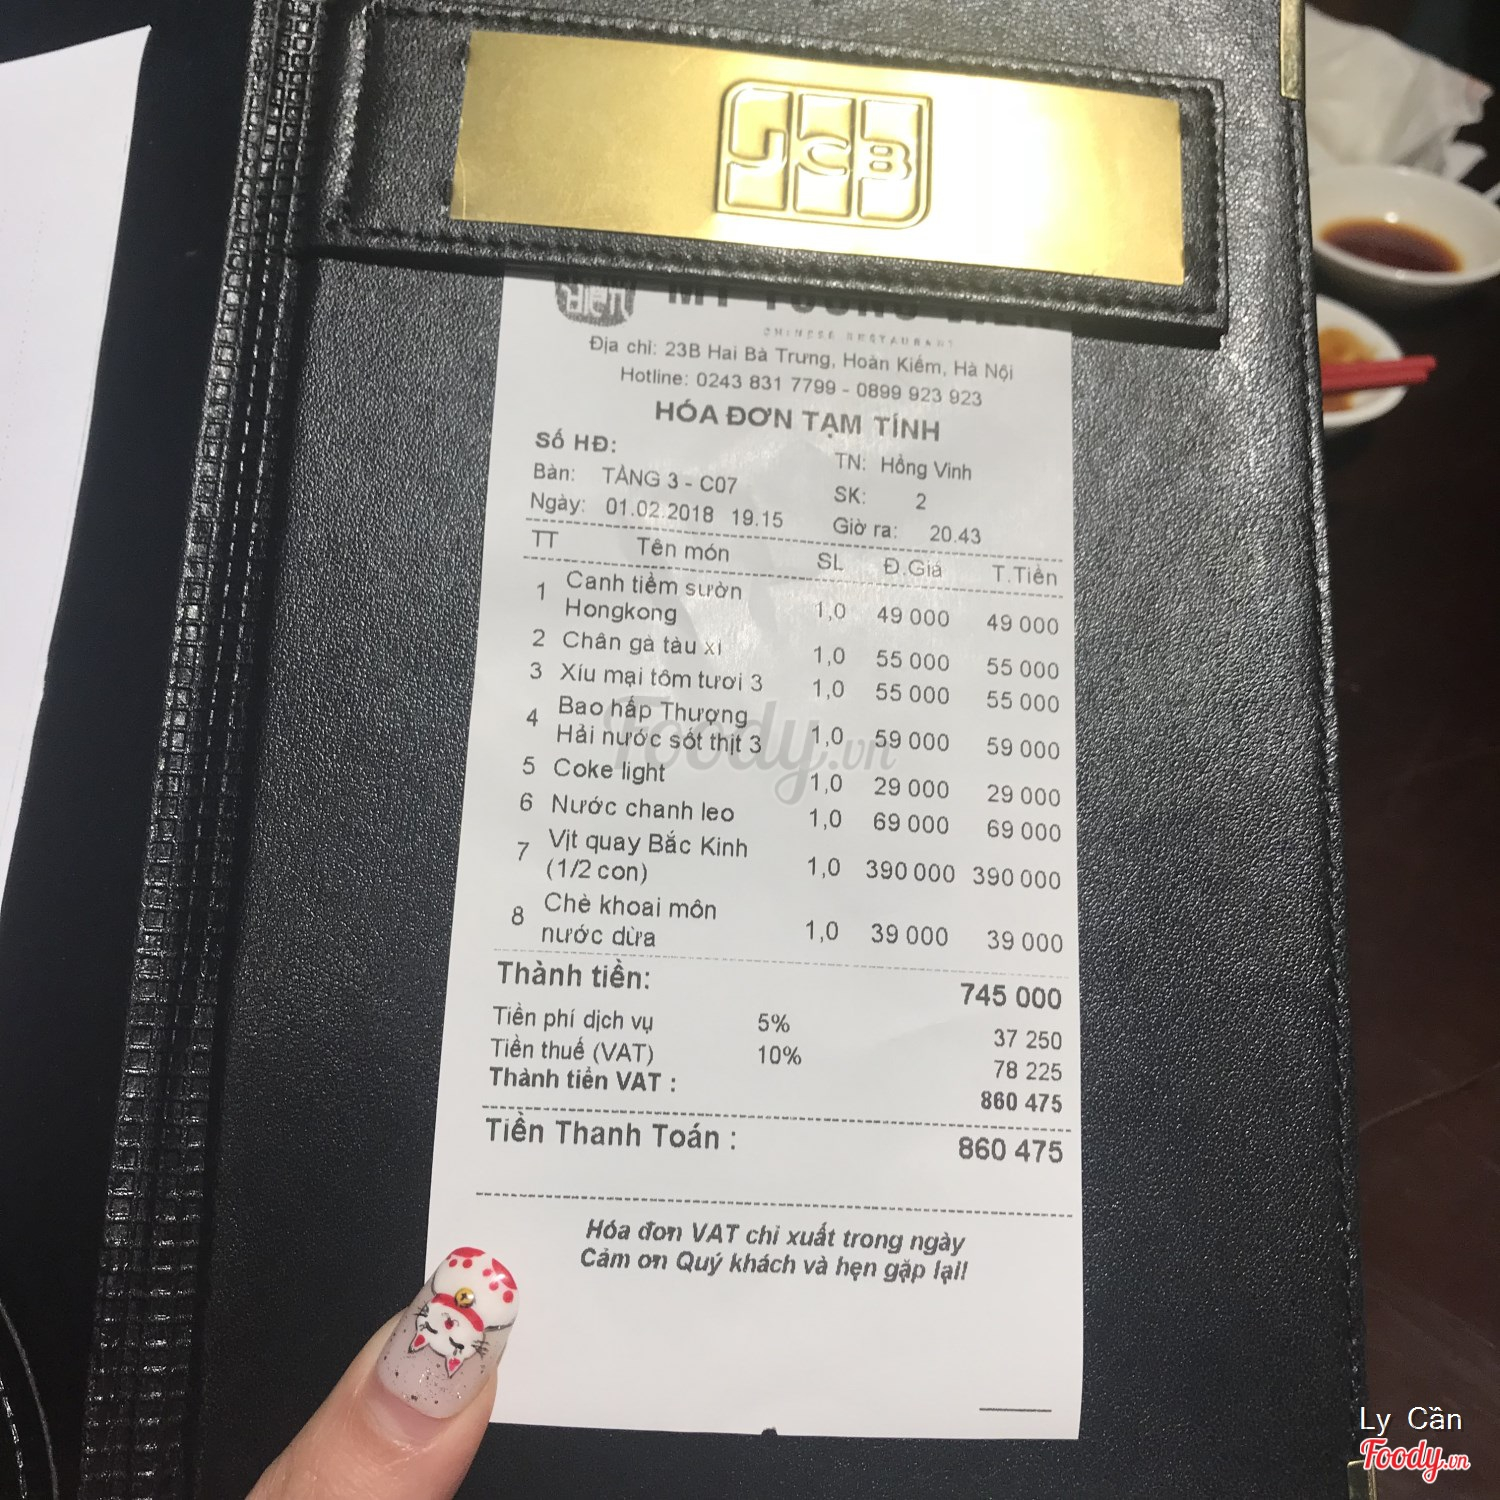 JCB
CHINESE RESTAURANT
Địa chỉ: 23B Hai Bà Trưng, Hoàn Kiếm, Hà Nội
Hotline: 0243 831 7799 - 0899 923 923
HÓA ĐƠN TẠM TÍNH
Số HĐ:
TN: Hồng Vinh
Bàn: TẦNG 3 - C07
SK: 2
Ngày: 01.02.2018 19.15
Giờ ra: 20.43
TT Tên món SL Đ.Giá T.Tiền
1 Canh tiềm sườn
Hongkong 1,0 49 000 49 000
2 Chân gà tàu xì 1,0 55 000 55 000
3 Xíu mại tôm tươi 3 1,0 55 000 55 000
4 Bao hấp Thượng
Hải nước sốt thịt 3 1,0 59 000 59 000
5 Coke light 1,0 29 000 29 000
6 Nước chanh leo 1,0 69 000 69 000
7 Vịt quay Bắc Kinh
(1/2 con) 1,0 390 000 390 000
8 Chè khoai môn
nước dừa 1,0 39 000 39 000
Thành tiền: 745 000
Tiền phí dịch vụ 5% 37 250
Tiền thuế (VAT) 10% 78 225
Thành tiền VAT : 860 475
Tiền Thanh Toán : 860 475
Hóa đơn VAT chỉ xuất trong ngày
Cảm ơn Quý khách và hẹn gặp lại!
Foody.vn
Ly Cần
Foody.vn